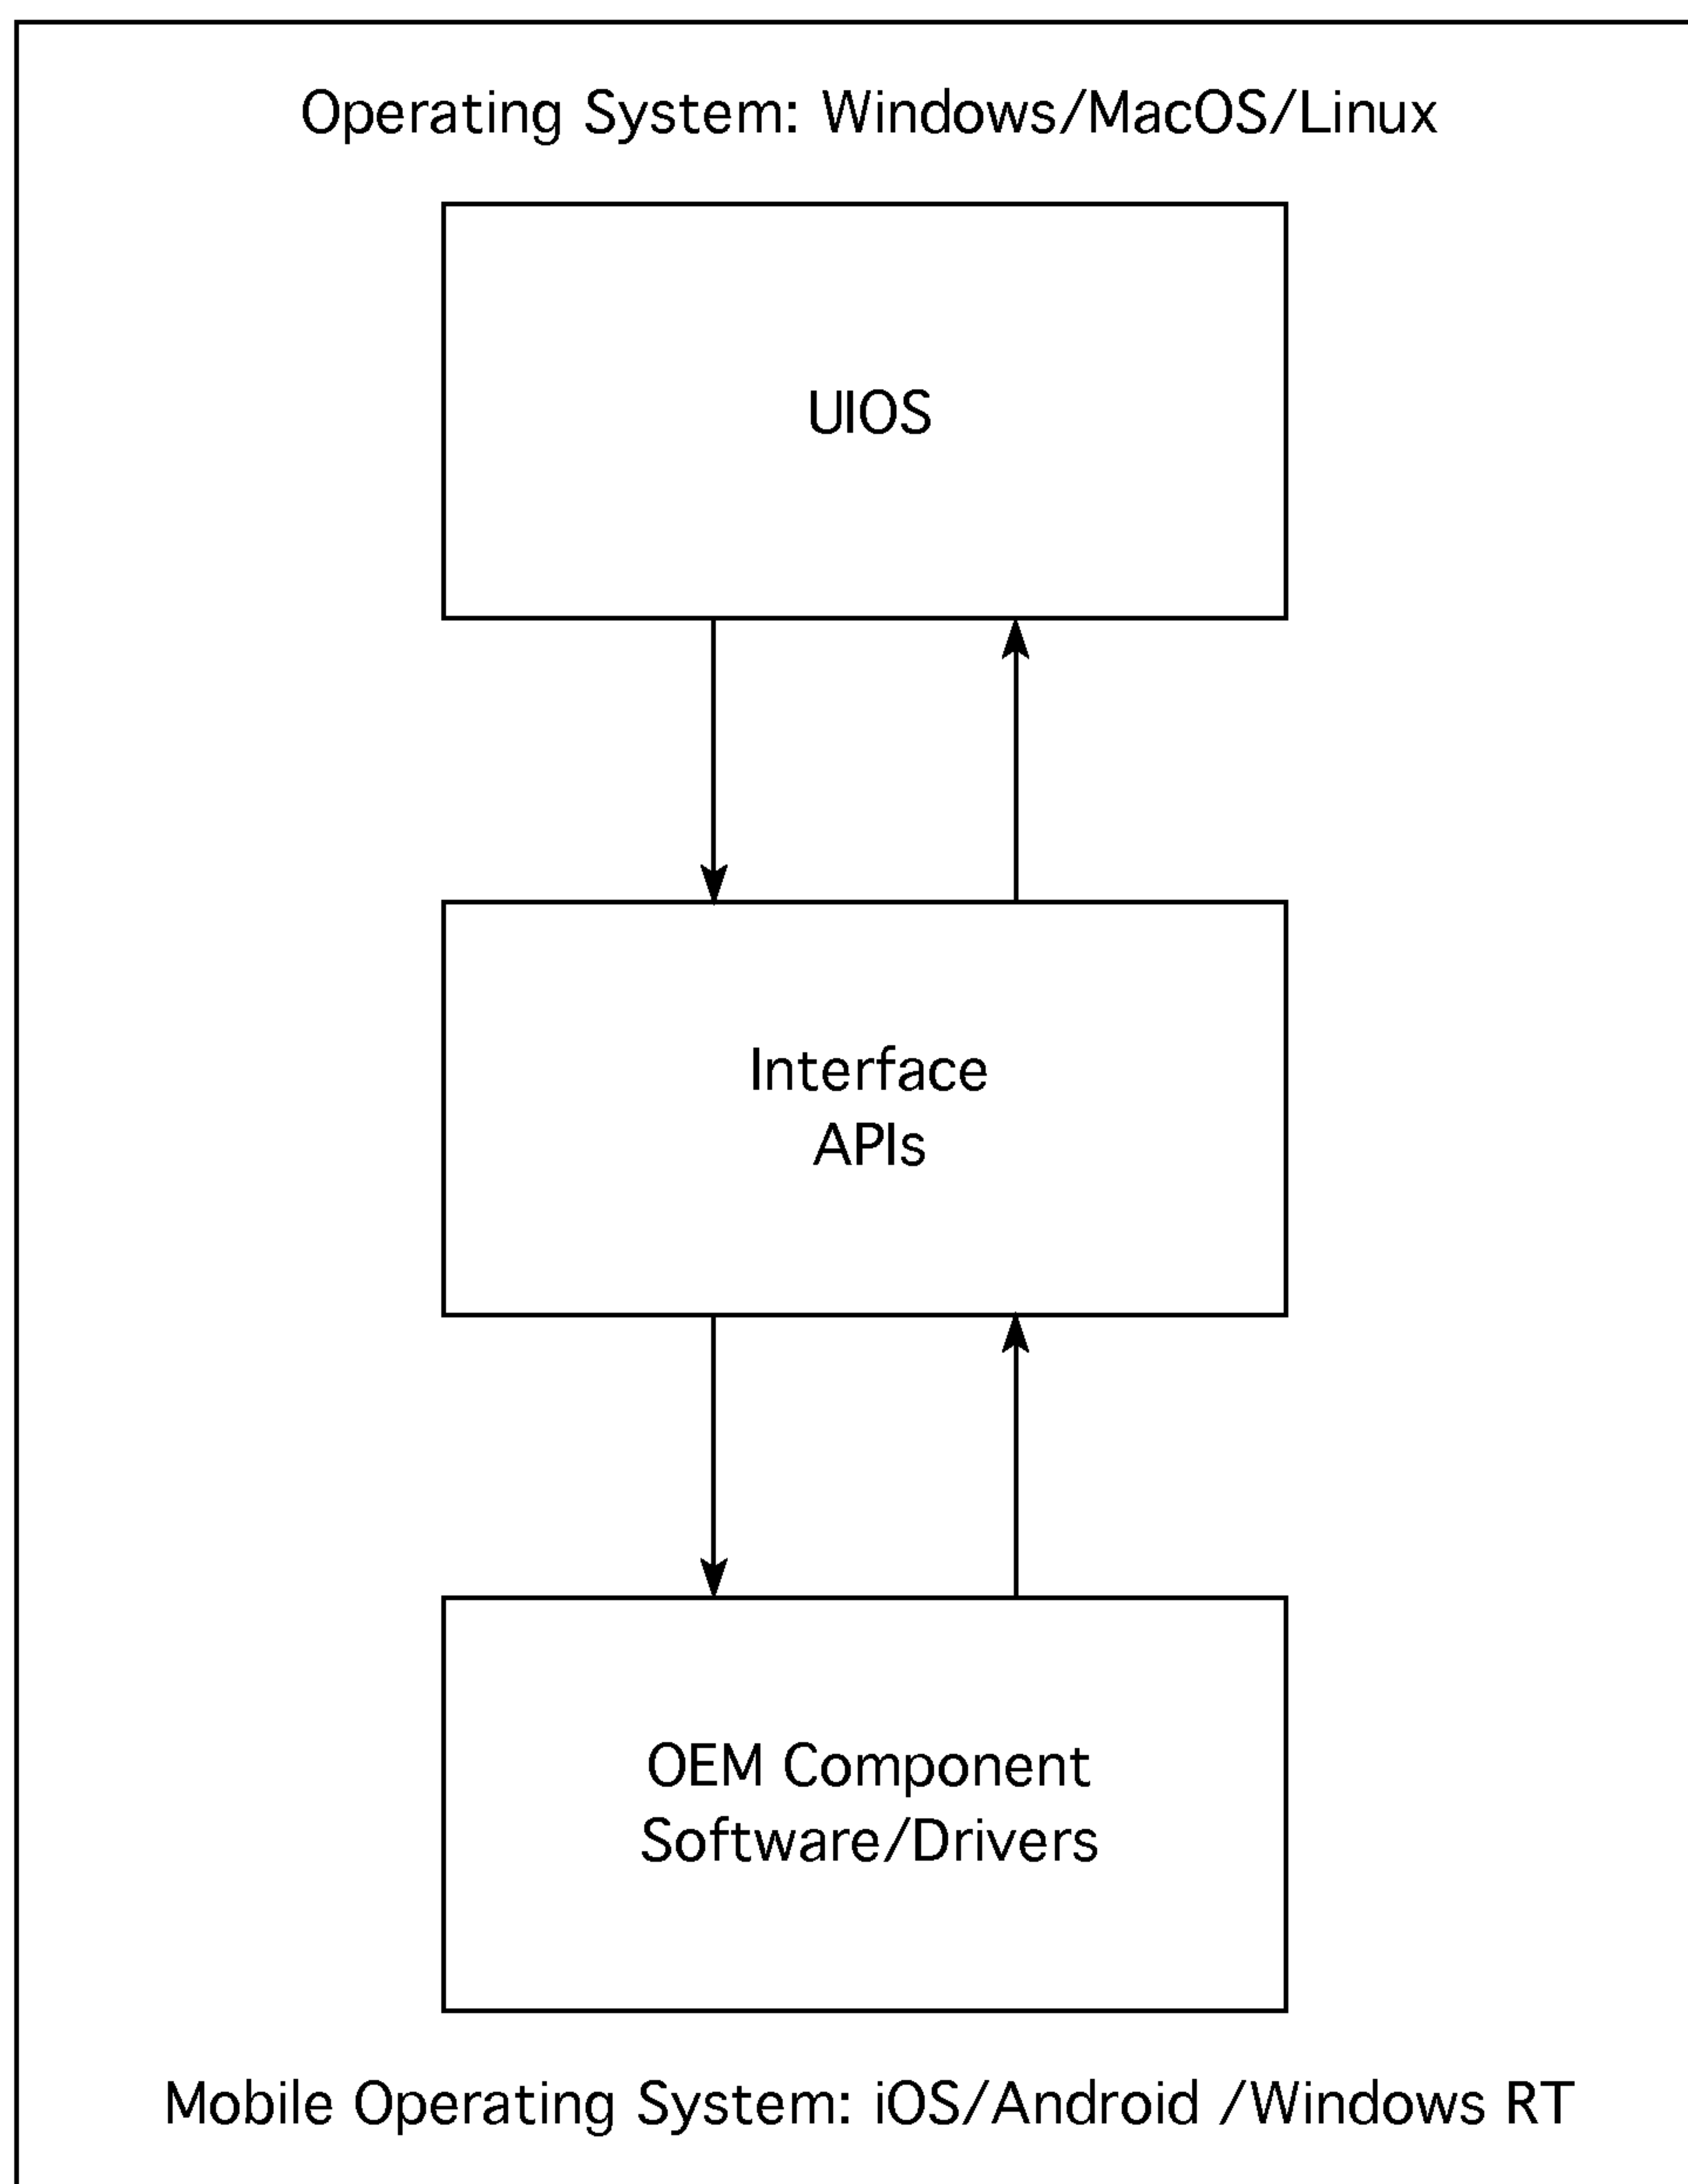 Operating System: Windows/MacOS/Linux
UIOS
Interface
APIs
OEM Component
Software/Drivers
Mobile Operating System: iOS/Android /Windows RT